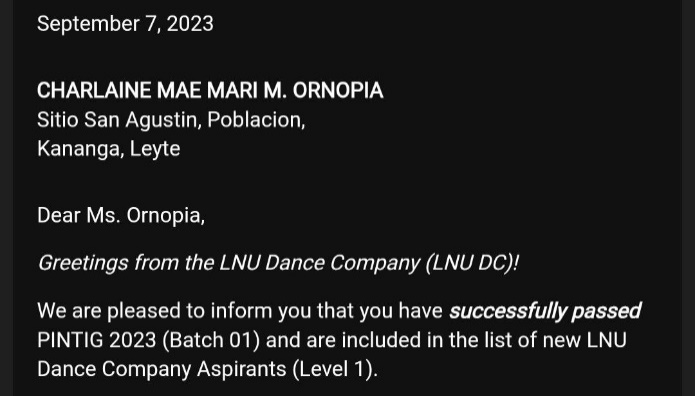 September 7, 2023
CHARLAINE MAE MARI M. ORNOPIA
Sitio San Agustin, Poblacion,
Kananga, Leyte
Dear Ms. Ornopia,
Greetings from the LNU Dance Company (LNU DC)!
We are pleased to inform you that you have successfully passed
PINTIG 2023 (Batch 01) and are included in the list of new LNU
Dance Company Aspirants (Level 1).